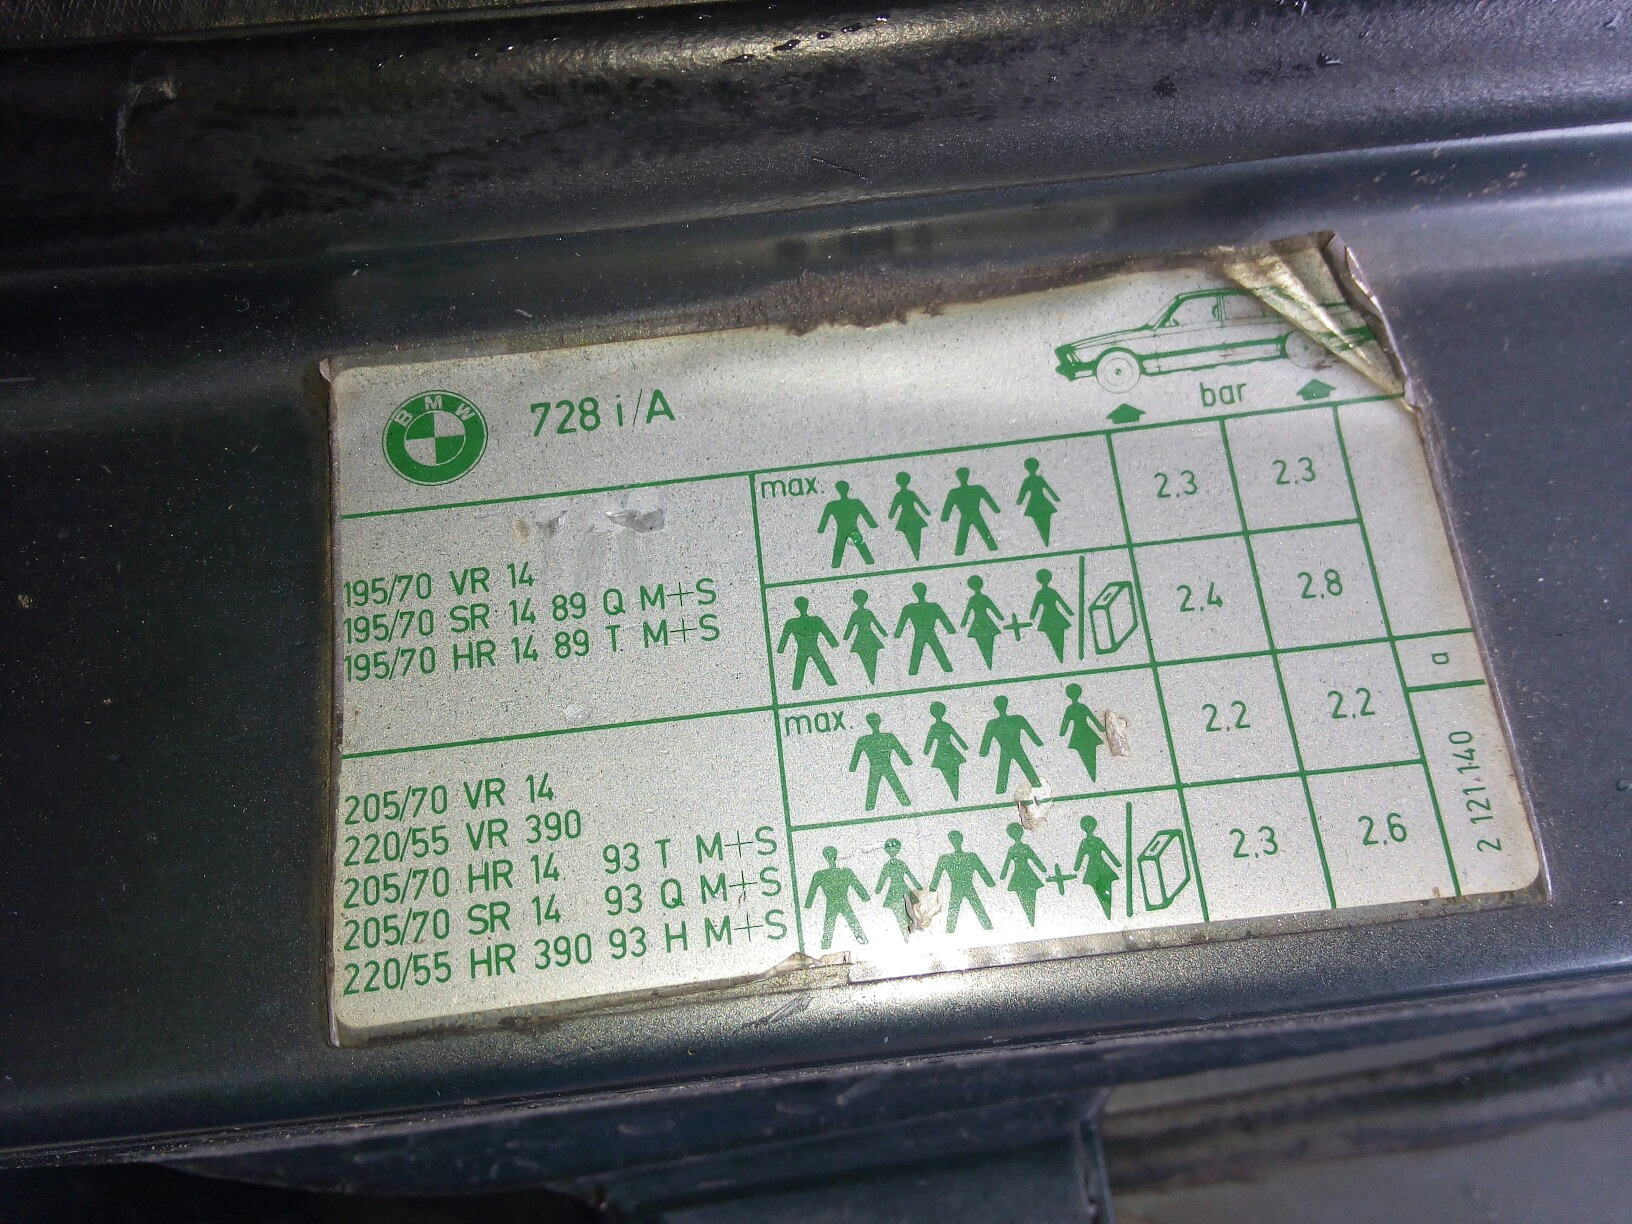 BMW
728 i/A
bar
195/70 VR 14
195/70 SR 14 89 Q M+S
195/70 HR 14 89 T M+S
max. 2.3 2.3
+ / 2.4 2.8
205/70 VR 14
220/55 VR 390
205/70 HR 14 93 T M+S
205/70 SR 14 93 Q M+S
220/55 HR 390 93 H M+S
max. 2.2 2.2
+ / 2.3 2.6
a
2 121.140